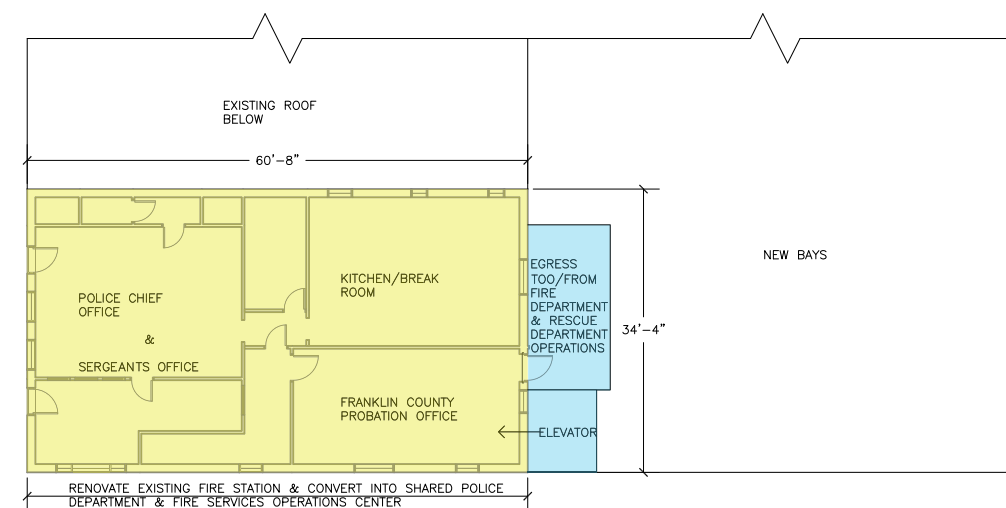 EXISTING ROOF
BELOW
60'-8"
EGRESS
TOO/FROM
FIRE
DEPARTMENT
& RESCUE
DEPARTMENT
OPERATIONS
NEW BAYS
KITCHEN/BREAK
ROOM
POLICE CHIEF
OFFICE
&
SERGEANTS OFFICE
34'-4"
FRANKLIN COUNTY
PROBATION OFFICE
ELEVATOR
RENOVATE EXISTING FIRE STATION & CONVERT INTO SHARED POLICE
DEPARTMENT & FIRE SERVICES OPERATIONS CENTER